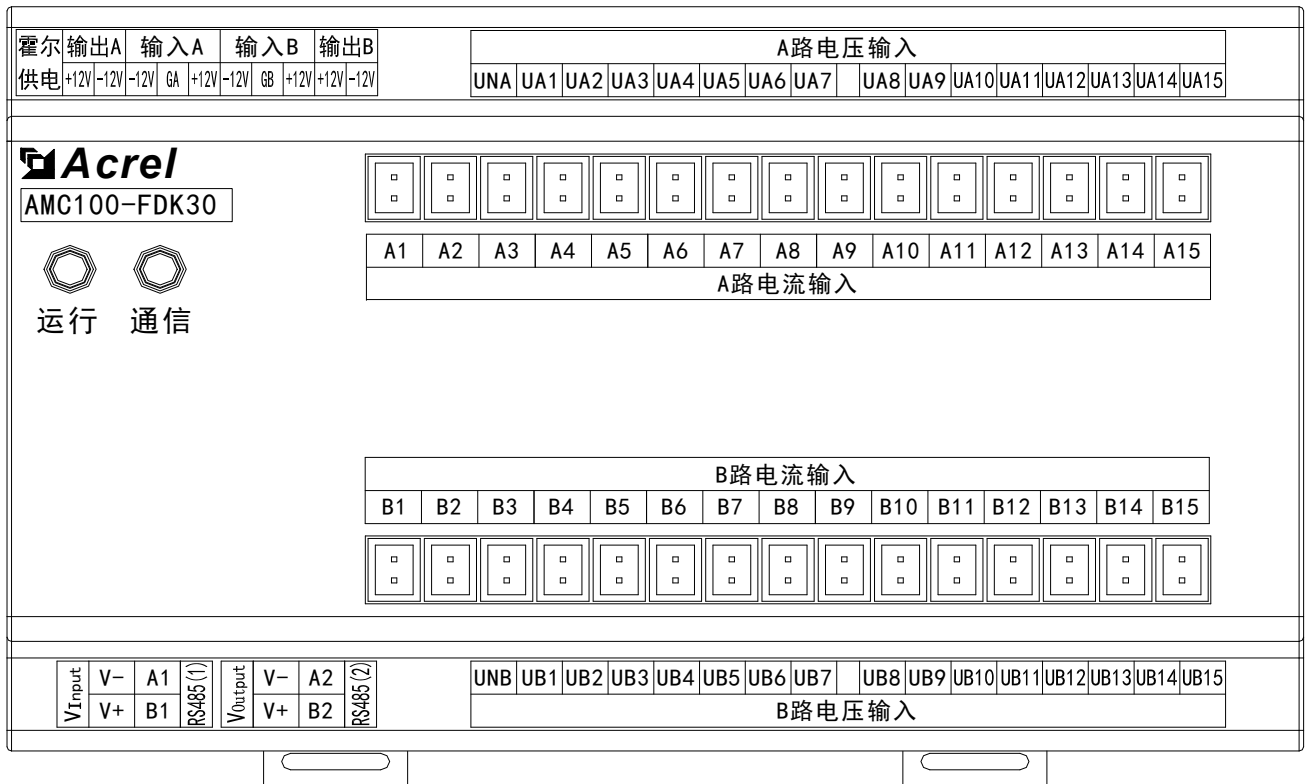 霍尔 输出A 输入A 输入B 输出B
供电 +12V -12V -12V GA +12V -12V GB +12V +12V -12V
A路电压输入
UNA UA1 UA2 UA3 UA4 UA5 UA6 UA7 UA8 UA9 UA10 UA11 UA12 UA13 UA14 UA15
Acrel
AMC100-FDK30
运行 通信
A1 A2 A3 A4 A5 A6 A7 A8 A9 A10 A11 A12 A13 A14 A15
A路电流输入
B路电流输入
B1 B2 B3 B4 B5 B6 B7 B8 B9 B10 B11 B12 B13 B14 B15
VInput V- A1 RS485(1) VOutput V- A2 RS485(2)
V+ B1 V+ B2
UNB UB1 UB2 UB3 UB4 UB5 UB6 UB7 UB8 UB9 UB10 UB11 UB12 UB13 UB14 UB15
B路电压输入